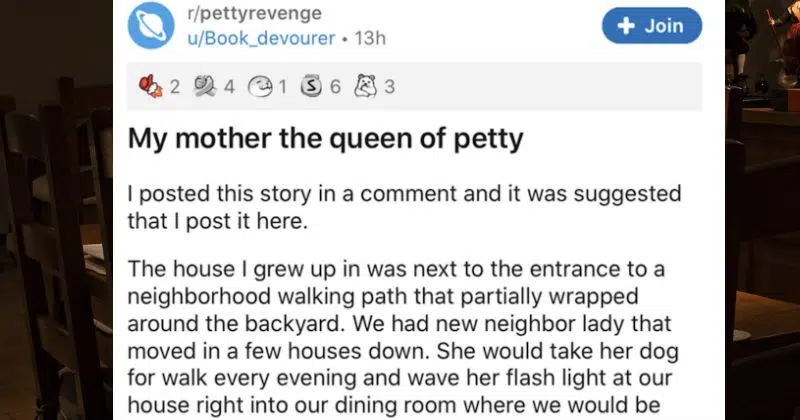 r/pettyrevenge
u/Book_devourer • 13h
+ Join
2 4 1 S 6 3
My mother the queen of petty
I posted this story in a comment and it was suggested
that I post it here.
The house I grew up in was next to the entrance to a
neighborhood walking path that partially wrapped
around the backyard. We had new neighbor lady that
moved in a few houses down. She would take her dog
for walk every evening and wave her flash light at our
house right into our dining room where we would be